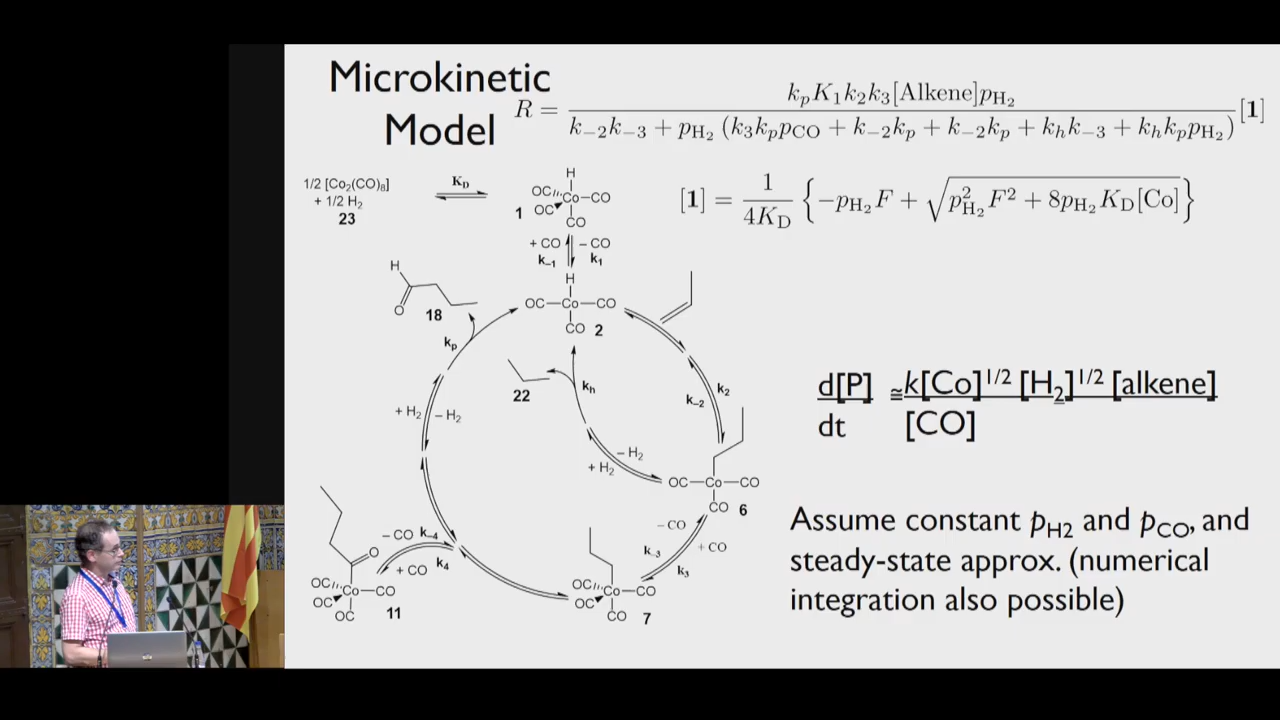 Microkinetic
Model
R = k_p K_1 k_2 k_3 [Alkene] p_H₂ / k_−2 k_−3 + p_H₂ (k_3 k_p p_CO + k_−2 k_p + k_−2 k_p + k_h k_−3 + k_h k_p p_H₂) [1]
[1] = 1 / 4K_D {−p_H₂ F + √(p²_H₂ F² + 8p_H₂ K_D [Co])}
1/2 [Co₂(CO)₈]
+ 1/2 H₂
23
K_D
H
OC Co CO
OC
CO
1
+ CO − CO
k_-1 k_1
H
OC Co CO
CO 2
H
O
18
k_p
22
k_h
k_2
k_-2
+ H₂ − H₂
− H₂
+ H₂
OC Co CO
CO 6
− CO
+ CO
k_-3
k_3
− CO k_-4
+ CO k_4
O
OC Co CO
OC
OC
11
OC Co CO
OC
CO 7
d[P] ≅ k[Co]^1/2 [H₂]^1/2 [alkene]
dt [CO]
Assume constant p_H2 and p_CO, and
steady-state approx. (numerical
integration also possible)